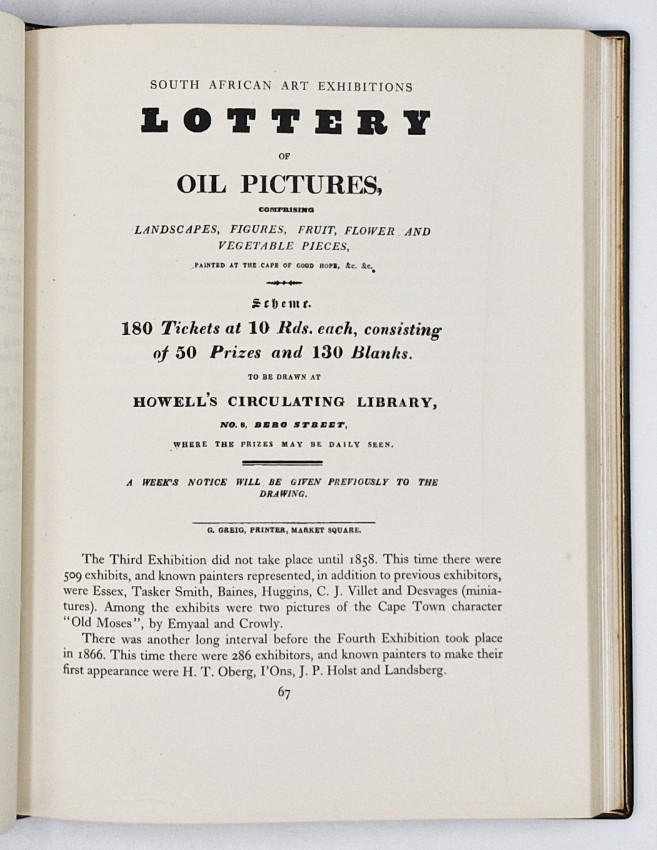 SOUTH AFRICAN ART EXHIBITIONS
LOTTERY
OF
OIL PICTURES,
COMPRISING
LANDSCAPES, FIGURES, FRUIT, FLOWER AND
VEGETABLE PIECES,
PAINTED AT THE CAPE OF GOOD HOPE, &c. &c.
Scheme.
180 Tickets at 10 Rds. each, consisting
of 50 Prizes and 130 Blanks.
TO BE DRAWN AT
HOWELL'S CIRCULATING LIBRARY,
NO. 8, BERG STREET,
WHERE THE PRIZES MAY BE DAILY SEEN.
A WEEK'S NOTICE WILL BE GIVEN PREVIOUSLY TO THE
DRAWING.
G. GREIG, PRINTER, MARKET SQUARE.
The Third Exhibition did not take place until 1858. This time there were
509 exhibits, and known painters represented, in addition to previous exhibitors,
were Essex, Tasker Smith, Baines, Huggins, C. J. Villet and Desvages (minia-
tures). Among the exhibits were two pictures of the Cape Town character
"Old Moses", by Emyaal and Crowly.
There was another long interval before the Fourth Exhibition took place
in 1866. This time there were 286 exhibitors, and known painters to make their
first appearance were H. T. Oberg, I'Ons, J. P. Holst and Landsberg.
67